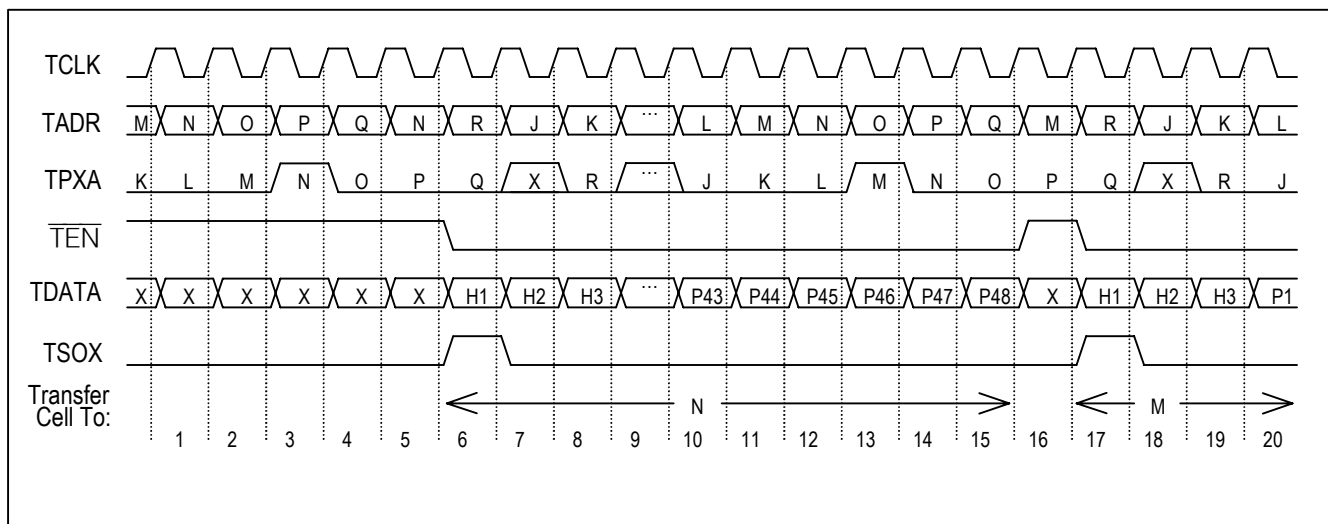 TCLK
TADR M N O P Q N R J K ... L M N O P Q M R J K L
TPXA K L M N O P Q X R ... J K L M N O P Q X R J
TEN
TDATA X X X X X X H1 H2 H3 ... P43 P44 P45 P46 P47 P48 X H1 H2 H3 P1
TSOX
Transfer
Cell To: N M
1 2 3 4 5 6 7 8 9 10 11 12 13 14 15 16 17 18 19 20